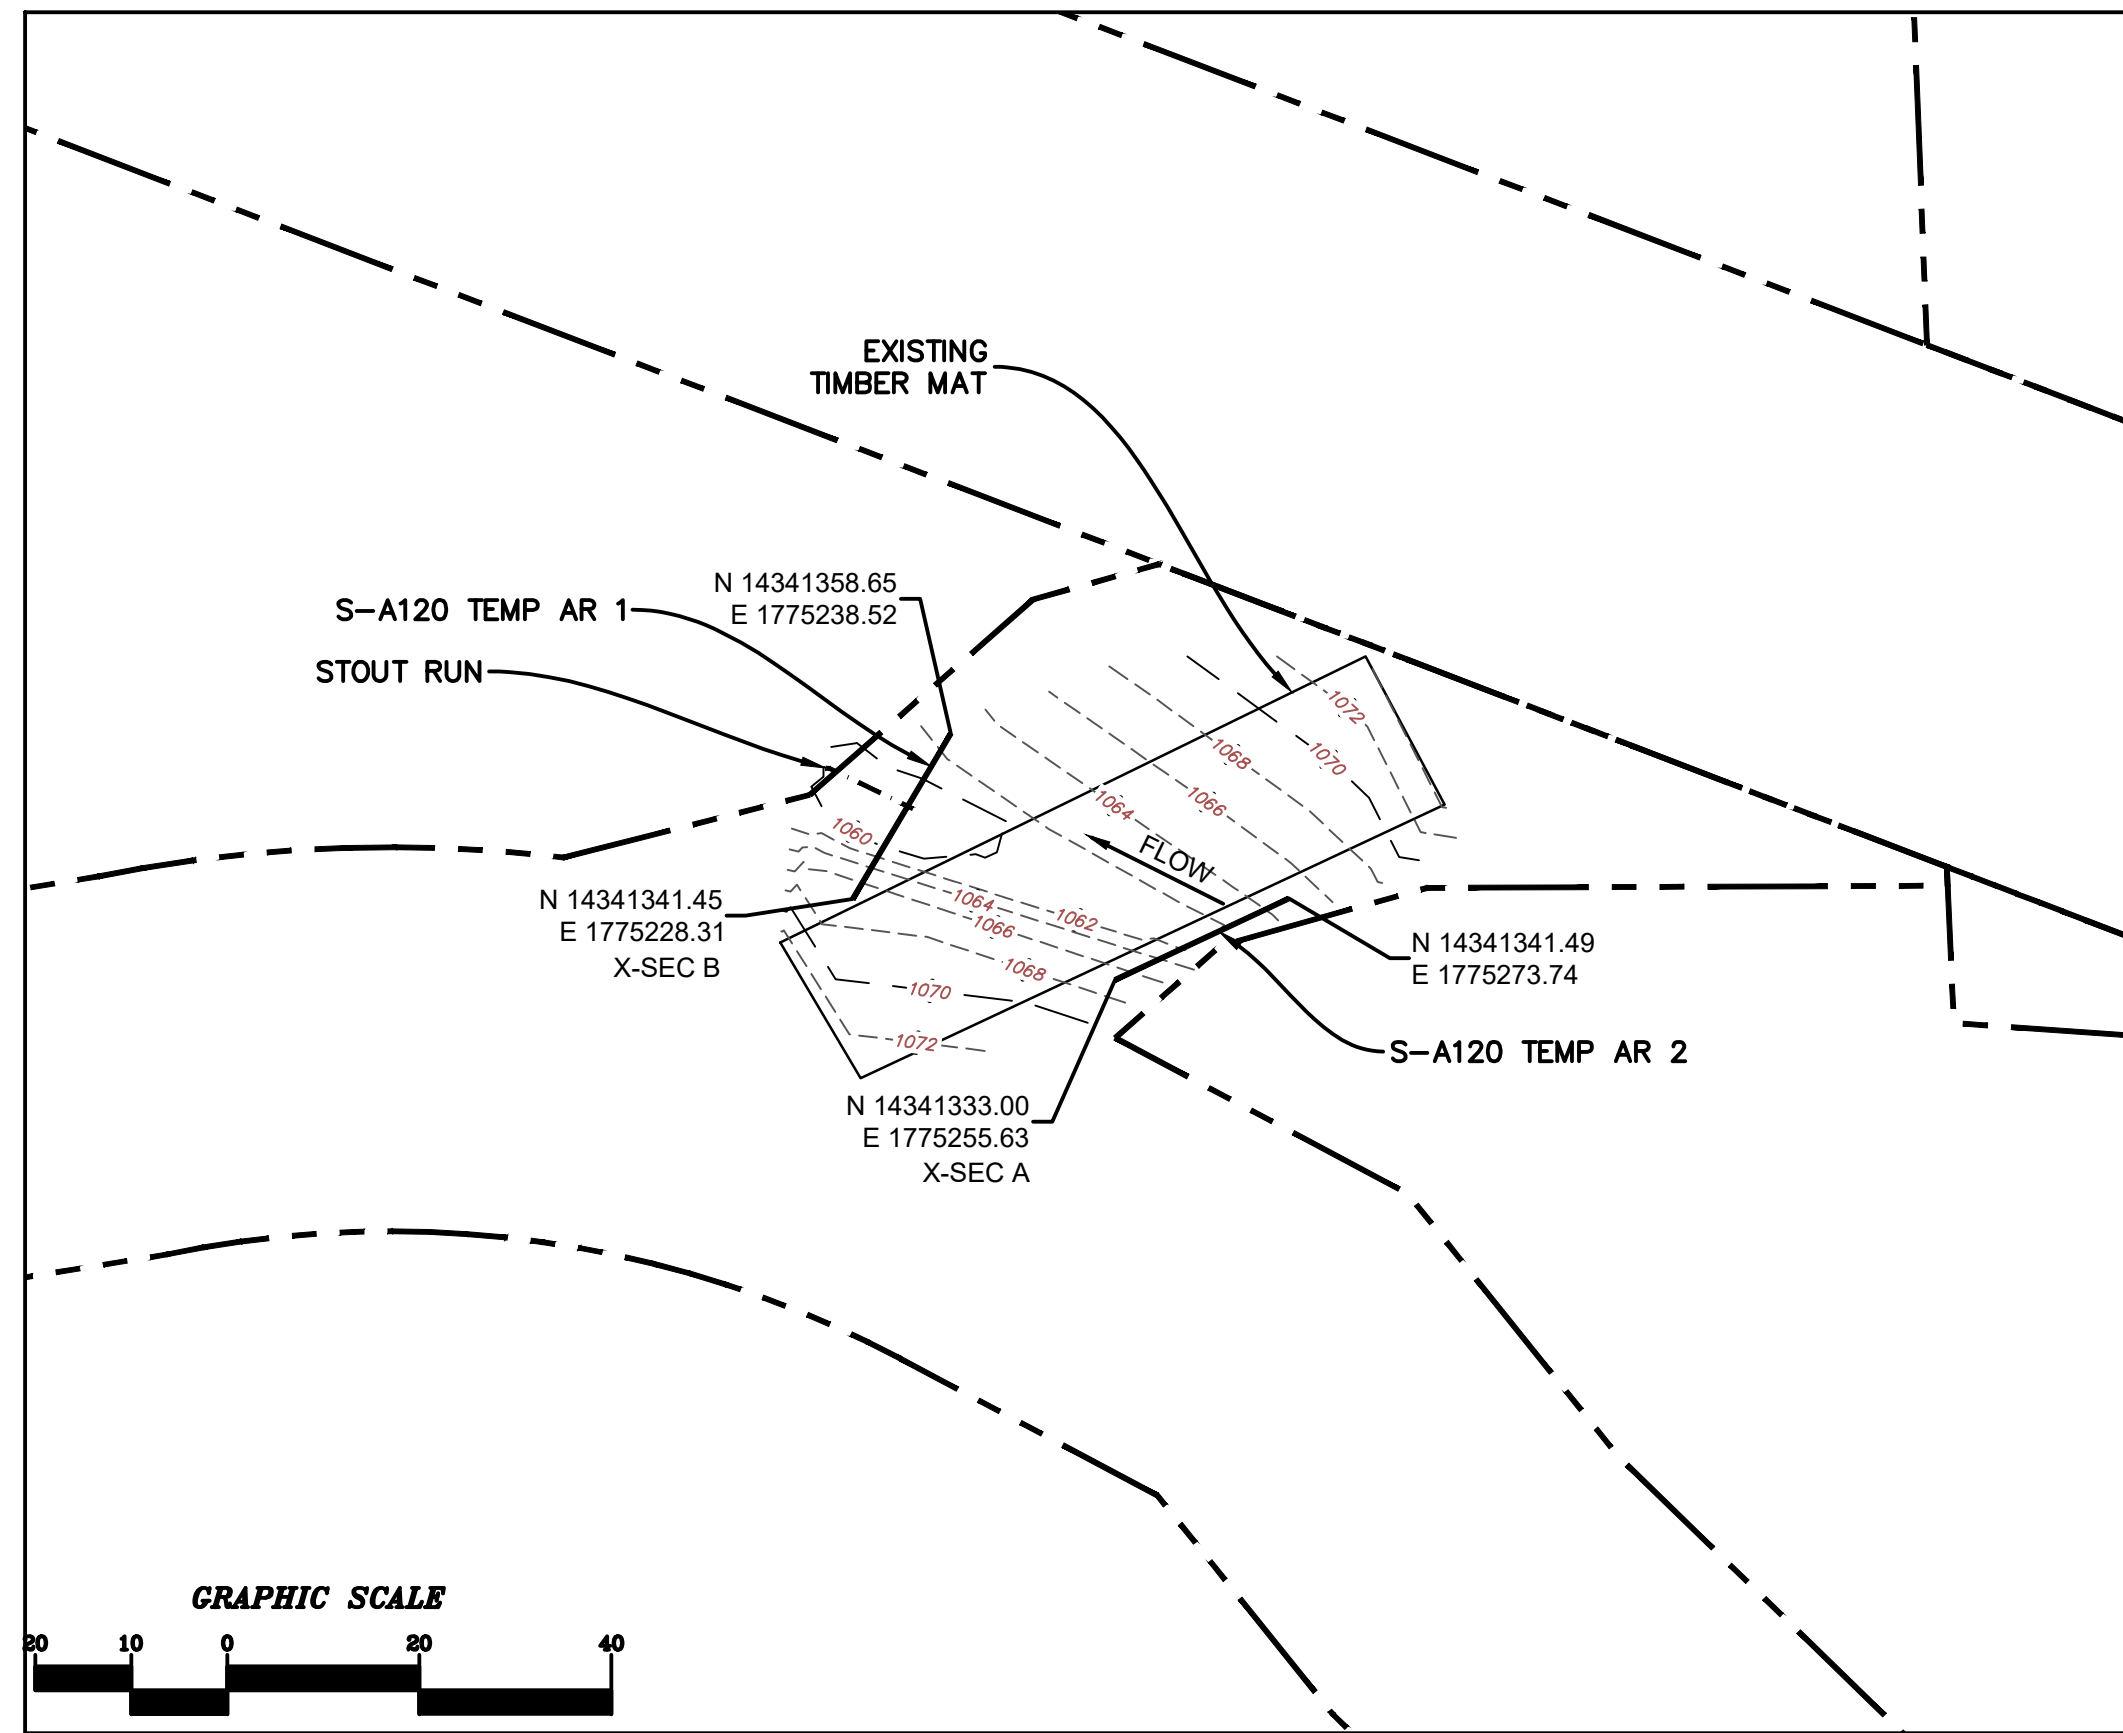 EXISTING
TIMBER MAT
N 14341358.65
E 1775238.52
S-A120 TEMP AR 1
STOUT RUN
1072
1068
1070
1066
1064
1060
FLOW
N 14341341.45
E 1775228.31
X-SEC B
1064
1062
1066
1068
1070
1072
N 14341341.49
E 1775273.74
S-A120 TEMP AR 2
N 14341333.00
E 1775255.63
X-SEC A
GRAPHIC SCALE
20 10 0 20 40